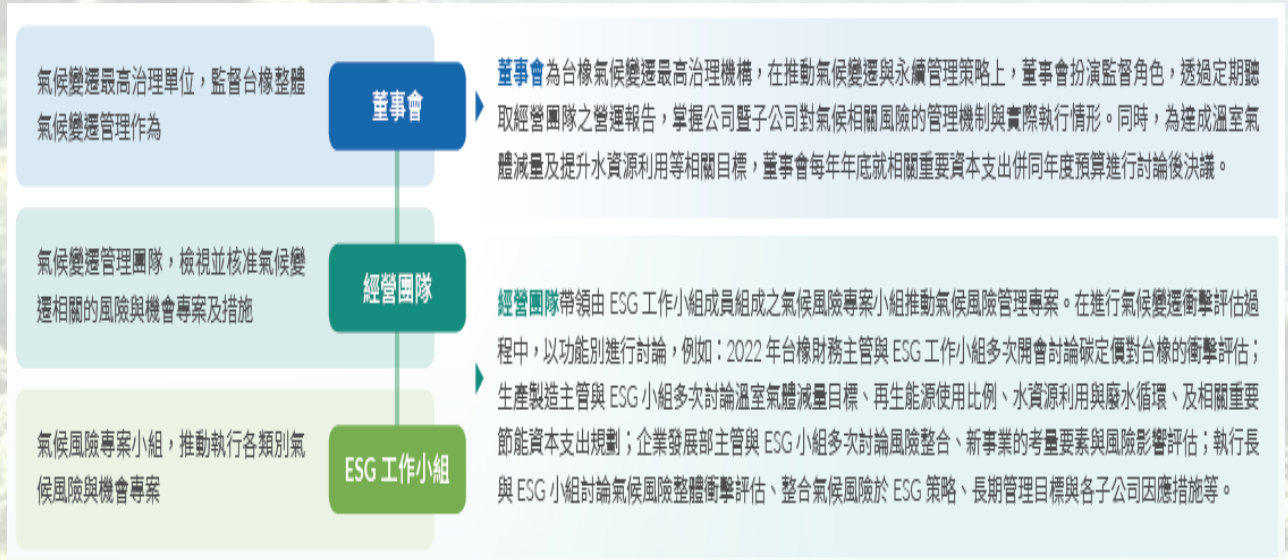 氣候變遷最高治理單位，監督台橡整體
氣候變遷管理作為
董事會
董事會為台橡氣候變遷最高治理機構，在推動氣候變遷與永續管理策略上，董事會扮演監督角色，透過定期聽
取經營團隊之營運報告，掌握公司暨子公司對氣候相關風險的管理機制與實際執行情形。同時，為達成溫室氣
體減量及提升水資源利用等相關目標，董事會每年年底就相關重要資本支出併同年度預算進行討論後決議。
氣候變遷管理團隊，檢視並核准氣候變
遷相關的風險與機會專案及措施
經營團隊
經營團隊帶領由 ESG 工作小組成員組成之氣候風險專案小組推動氣候風險管理專案。在進行氣候變遷衝擊評估過
程中，以功能別進行討論，例如：2022 年台橡財務主管與 ESG 工作小組多次開會討論碳定價對台橡的衝擊評估；
生產製造主管與 ESG 小組多次討論溫室氣體減量目標、再生能源使用比例、水資源利用與廢水循環、及相關重要
節能資本支出規劃；企業發展部主管與 ESG 小組多次討論風險整合、新事業的考量要素與風險影響評估；執行長
與 ESG 小組討論氣候風險整體衝擊評估、整合氣候風險於 ESG 策略、長期管理目標與各子公司因應措施等。
氣候風險專案小組，推動執行各類別氣
候風險與機會專案
ESG 工作小組